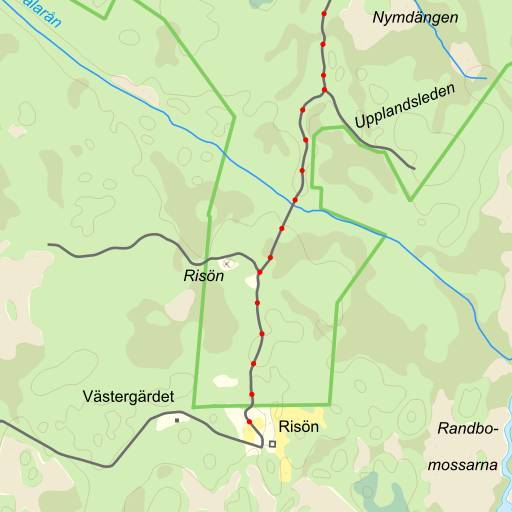 Nymdängen
Upplandsleden
Risön
Västergärdet
Risön
Randbo-
mossarna